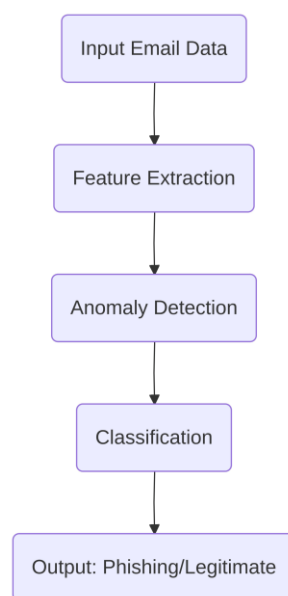 Input Email Data
Feature Extraction
Anomaly Detection
Classification
Output: Phishing/Legitimate